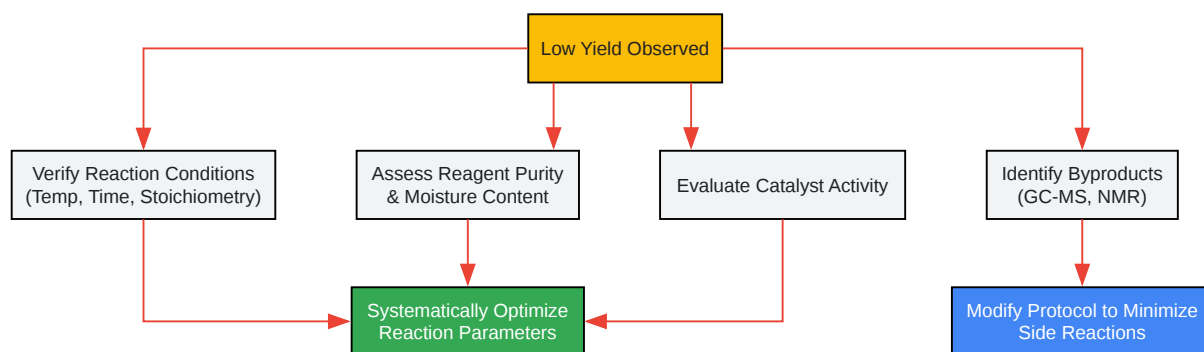 Low Yield Observed
Verify Reaction Conditions
(Temp, Time, Stoichiometry)
Assess Reagent Purity
& Moisture Content
Evaluate Catalyst Activity
Identify Byproducts
(GC-MS, NMR)
Systematically Optimize
Reaction Parameters
Modify Protocol to Minimize
Side Reactions